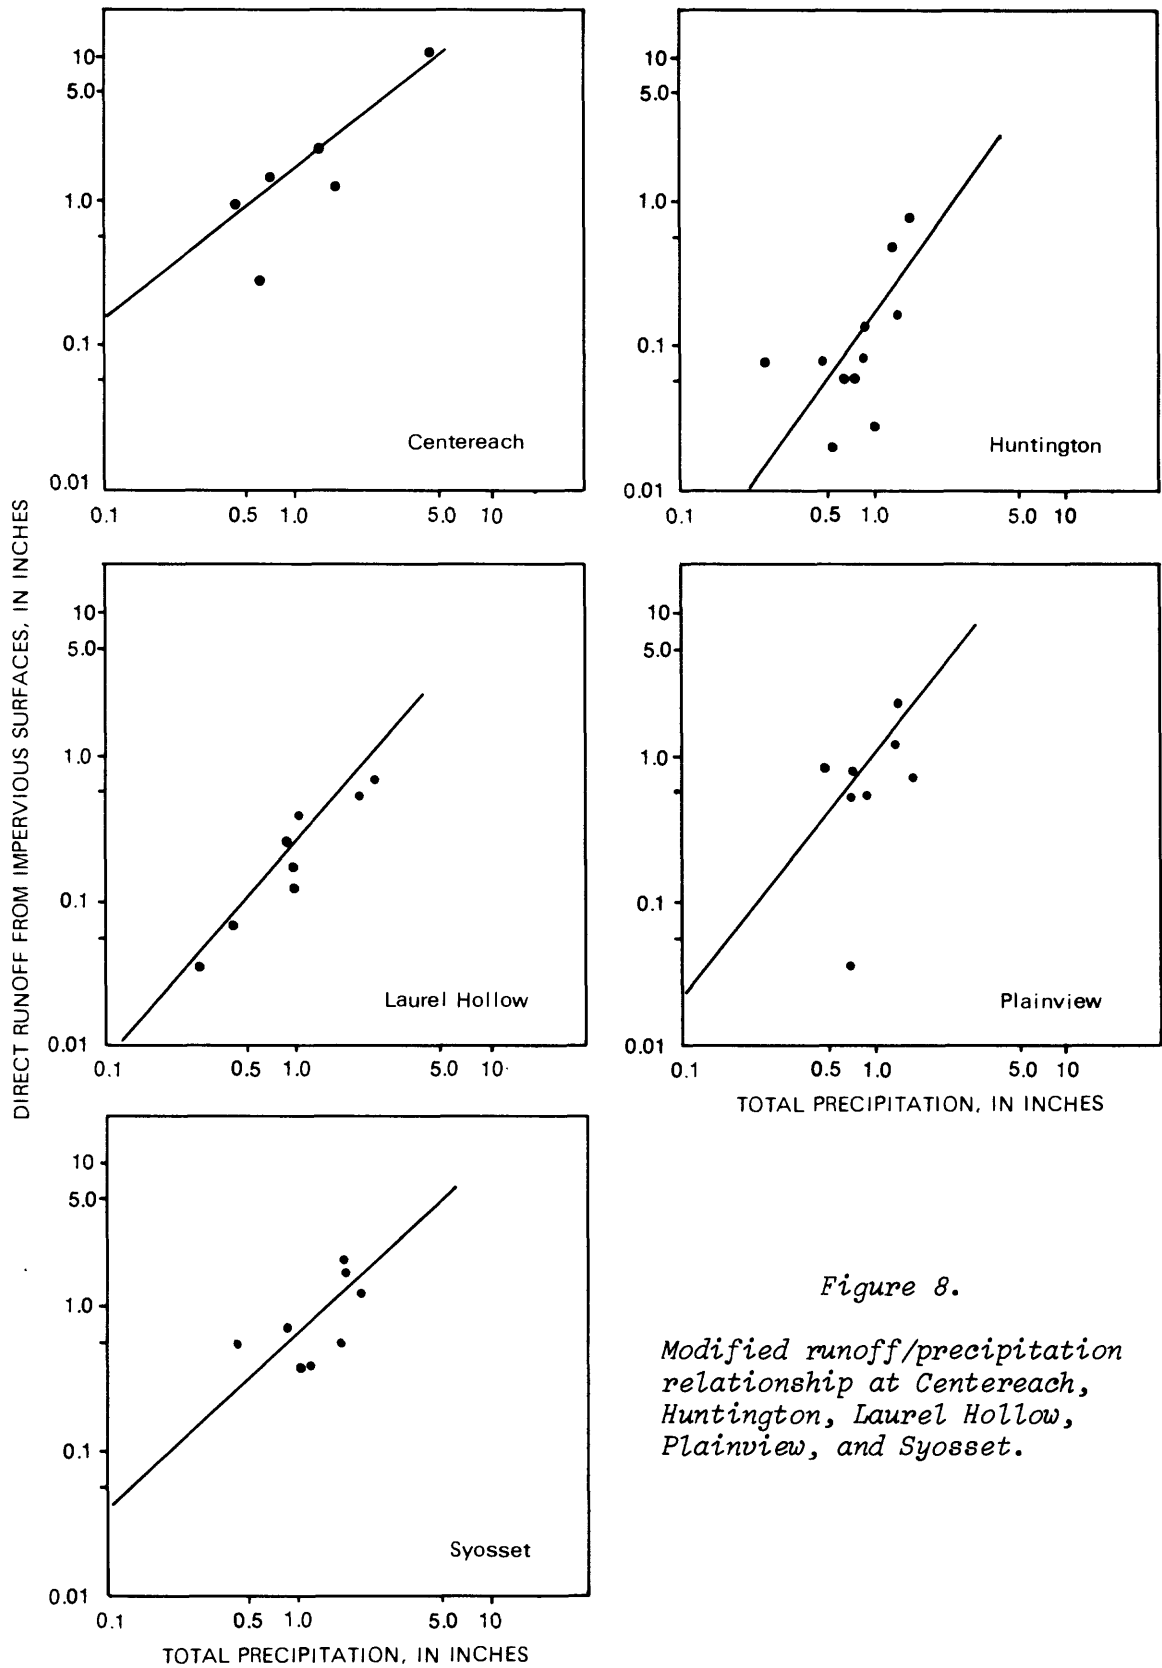 DIRECT RUNOFF FROM IMPERVIOUS SURFACES, IN INCHES
10
5.0
1.0
0.1
0.01
Centereach
0.1 0.5 1.0 5.0 10
10
5.0
1.0
0.1
0.01
Huntington
0.1 0.5 1.0 5.0 10
10
5.0
1.0
0.1
0.01
Laurel Hollow
0.1 0.5 1.0 5.0 10
10
5.0
1.0
0.1
0.01
Plainview
0.1 0.5 1.0 5.0 10
TOTAL PRECIPITATION, IN INCHES
10
5.0
1.0
0.1
0.01
Syosset
0.1 0.5 1.0 5.0 10
TOTAL PRECIPITATION, IN INCHES
Figure 8.
Modified runoff/precipitation
relationship at Centereach,
Huntington, Laurel Hollow,
Plainview, and Syosset.